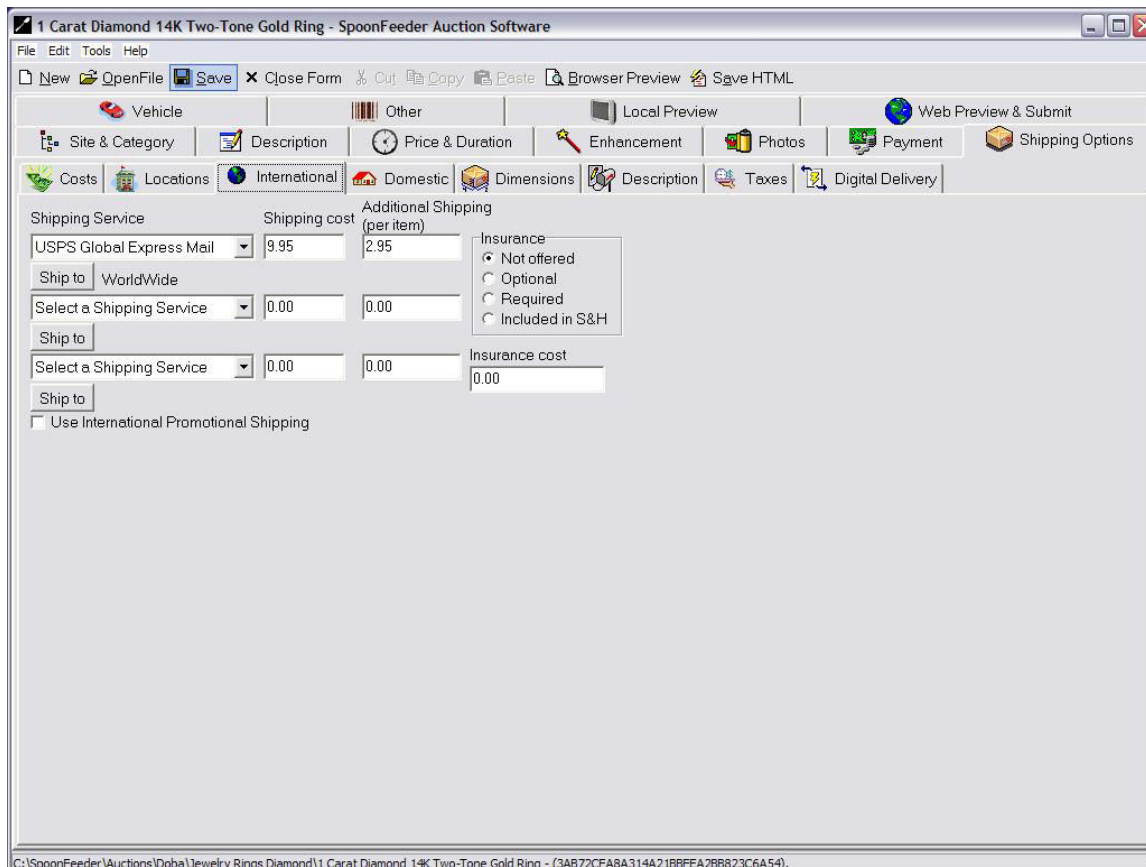 1 Carat Diamond 14K Two-Tone Gold Ring - SpoonFeeder Auction Software
File Edit Tools Help
New OpenFile Save Close Form Cut Copy Paste Browser Preview Save HTML
Vehicle Other Local Preview Web Preview & Submit
Site & Category Description Price & Duration Enhancement Photos Payment Shipping Options
Costs Locations International Domestic Dimensions Description Taxes Digital Delivery
Shipping Service Shipping cost Additional Shipping (per item)
USPS Global Express Mail 9.95 2.95
Insurance
Not offered
Ship to WorldWide
Optional
Select a Shipping Service 0.00 0.00
Required
Included in S&H
Ship to
Select a Shipping Service 0.00 0.00
Insurance cost
0.00
Ship to
Use International Promotional Shipping
C:\SpoonFeeder\Auctions\Doba\Jewelry Rings Diamond\1 Carat Diamond 14K Two-Tone Gold Ring -